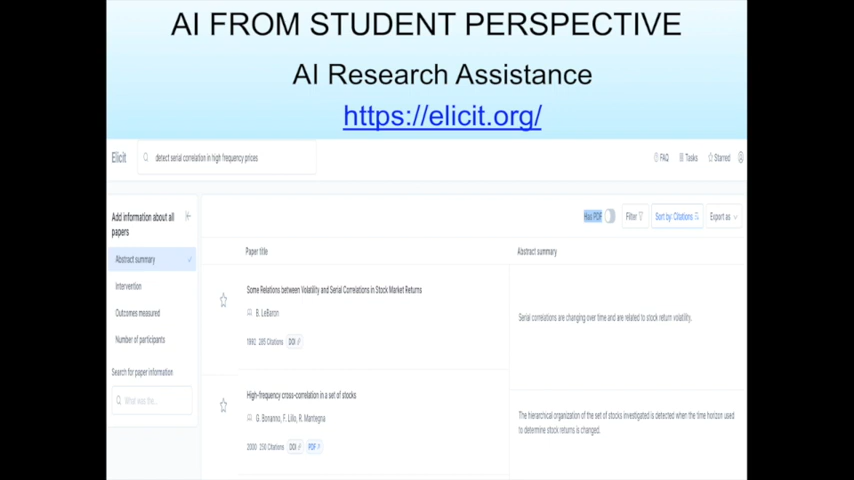 AI FROM STUDENT PERSPECTIVE
AI Research Assistance
https://elicit.org/
Elicit
detect serial correlation in high frequency prices
FAQ
Tasks
Starred
Add information about all
papers
Abstract summary
Intervention
Outcomes measured
Number of participants
Search for paper information
What was the...
Has PDF
Filter
Sort by: Citations
Export as
Paper title
Abstract summary
Some Relations between Volatility and Serial Correlations in Stock Market Returns
B. LeBaron
1992 285 Citations DOI
Serial correlations are changing over time and are related to stock return volatility.
High-frequency cross-correlation in a set of stocks
G. Bonanno, F. Lillo, R. Mantegna
2000 250 Citations DOI PDF
The hierarchical organization of the set of stocks investigated is detected when the time horizon used
to determine stock returns is changed.